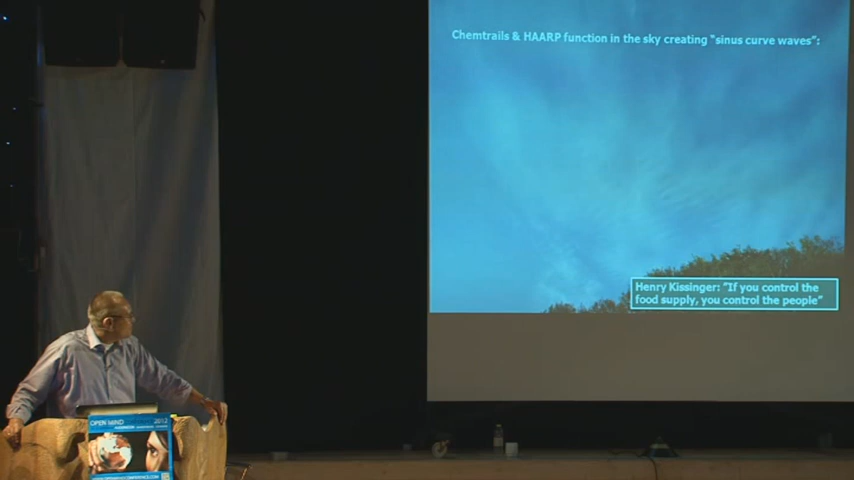 Chemtrails & HAARP function in the sky creating "sinus curve waves":
Henry Kissinger: "If you control the
food supply, you control the people"
OPEN MIND
2012